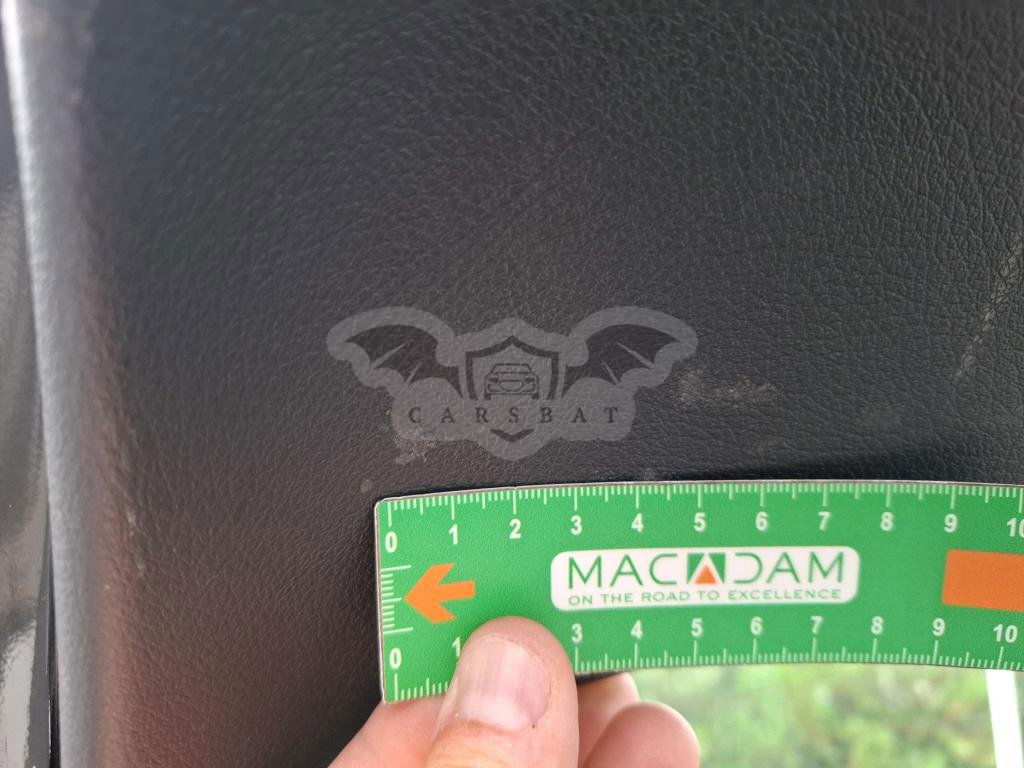 CARSBAT
0 1 2 3 4 5 6 7 8 9 10
MACADAM
ON THE ROAD TO EXCELLENCE
0 1 3 4 5 6 7 8 9 10